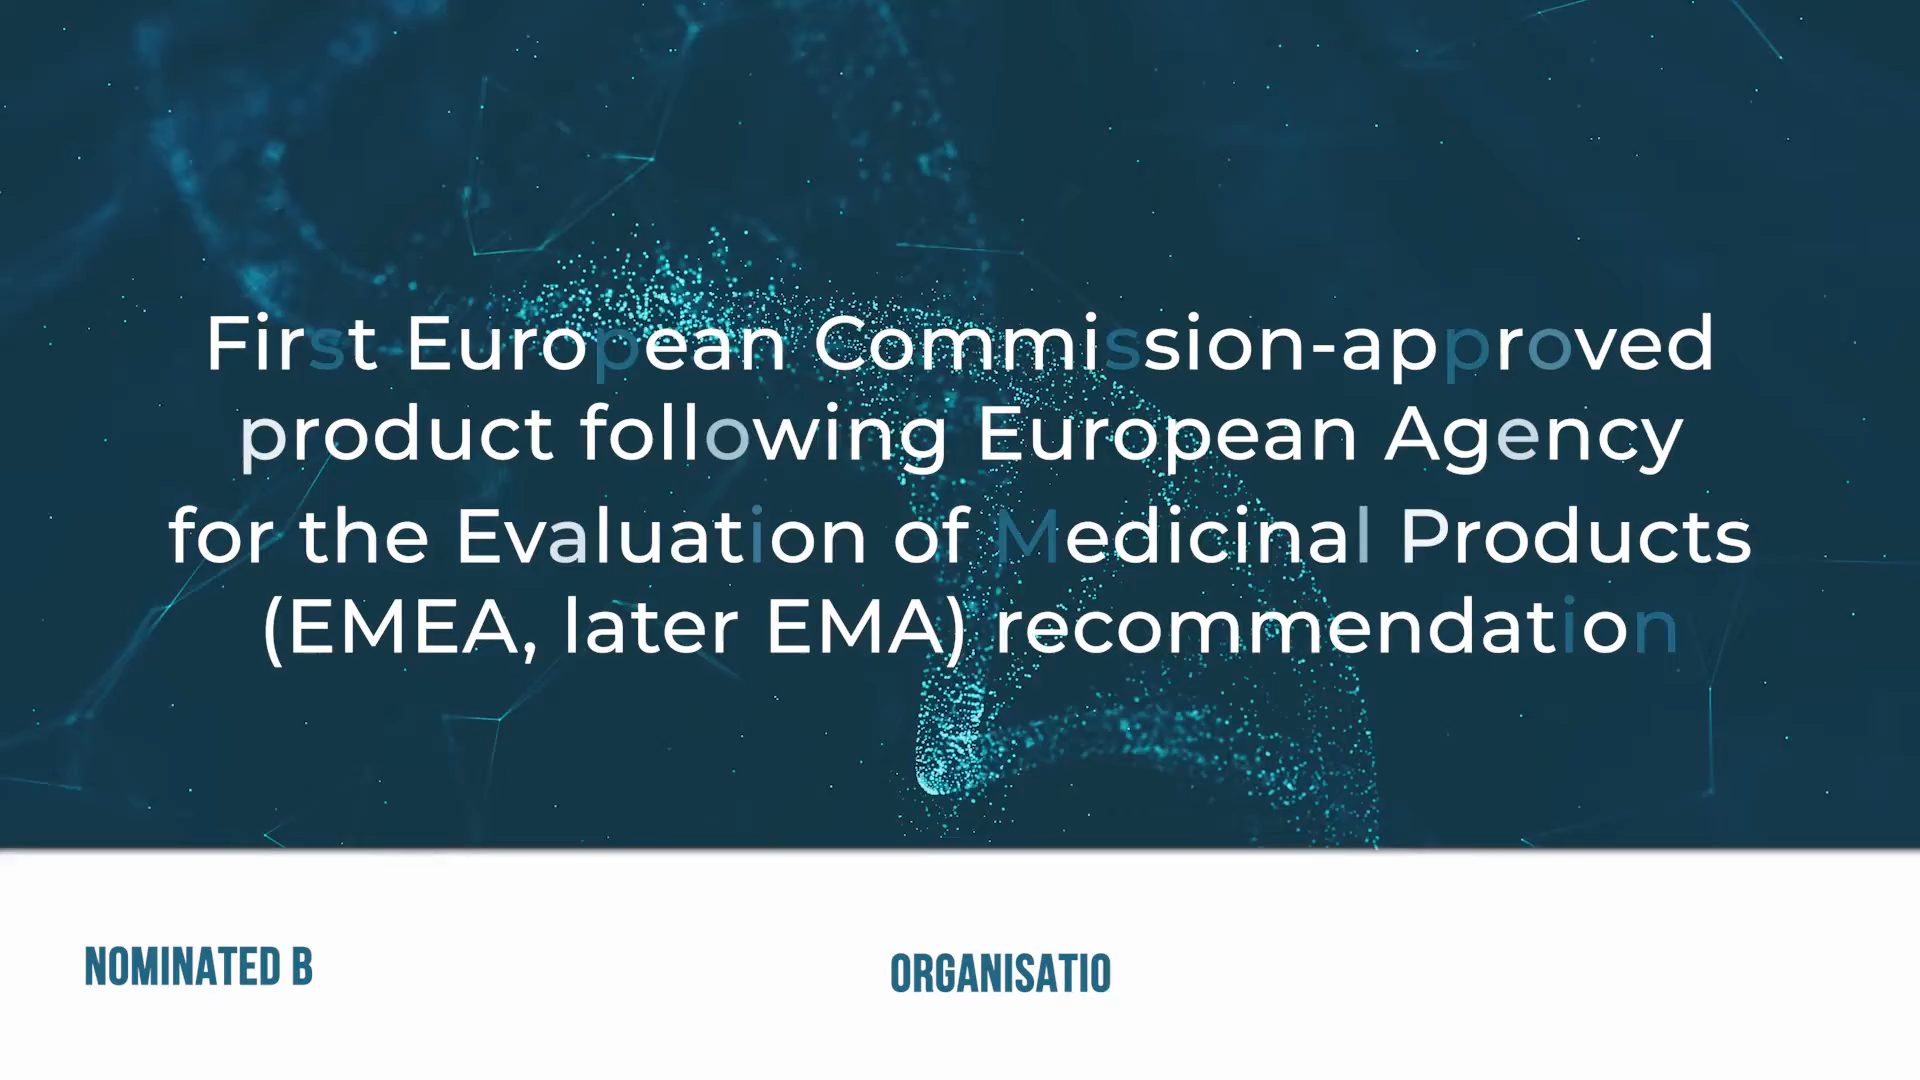 First European Commission-approved
product following European Agency
for the Evaluation of Medicinal Products
(EMEA, later EMA) recommendation
NOMINATED B
ORGANISATIO